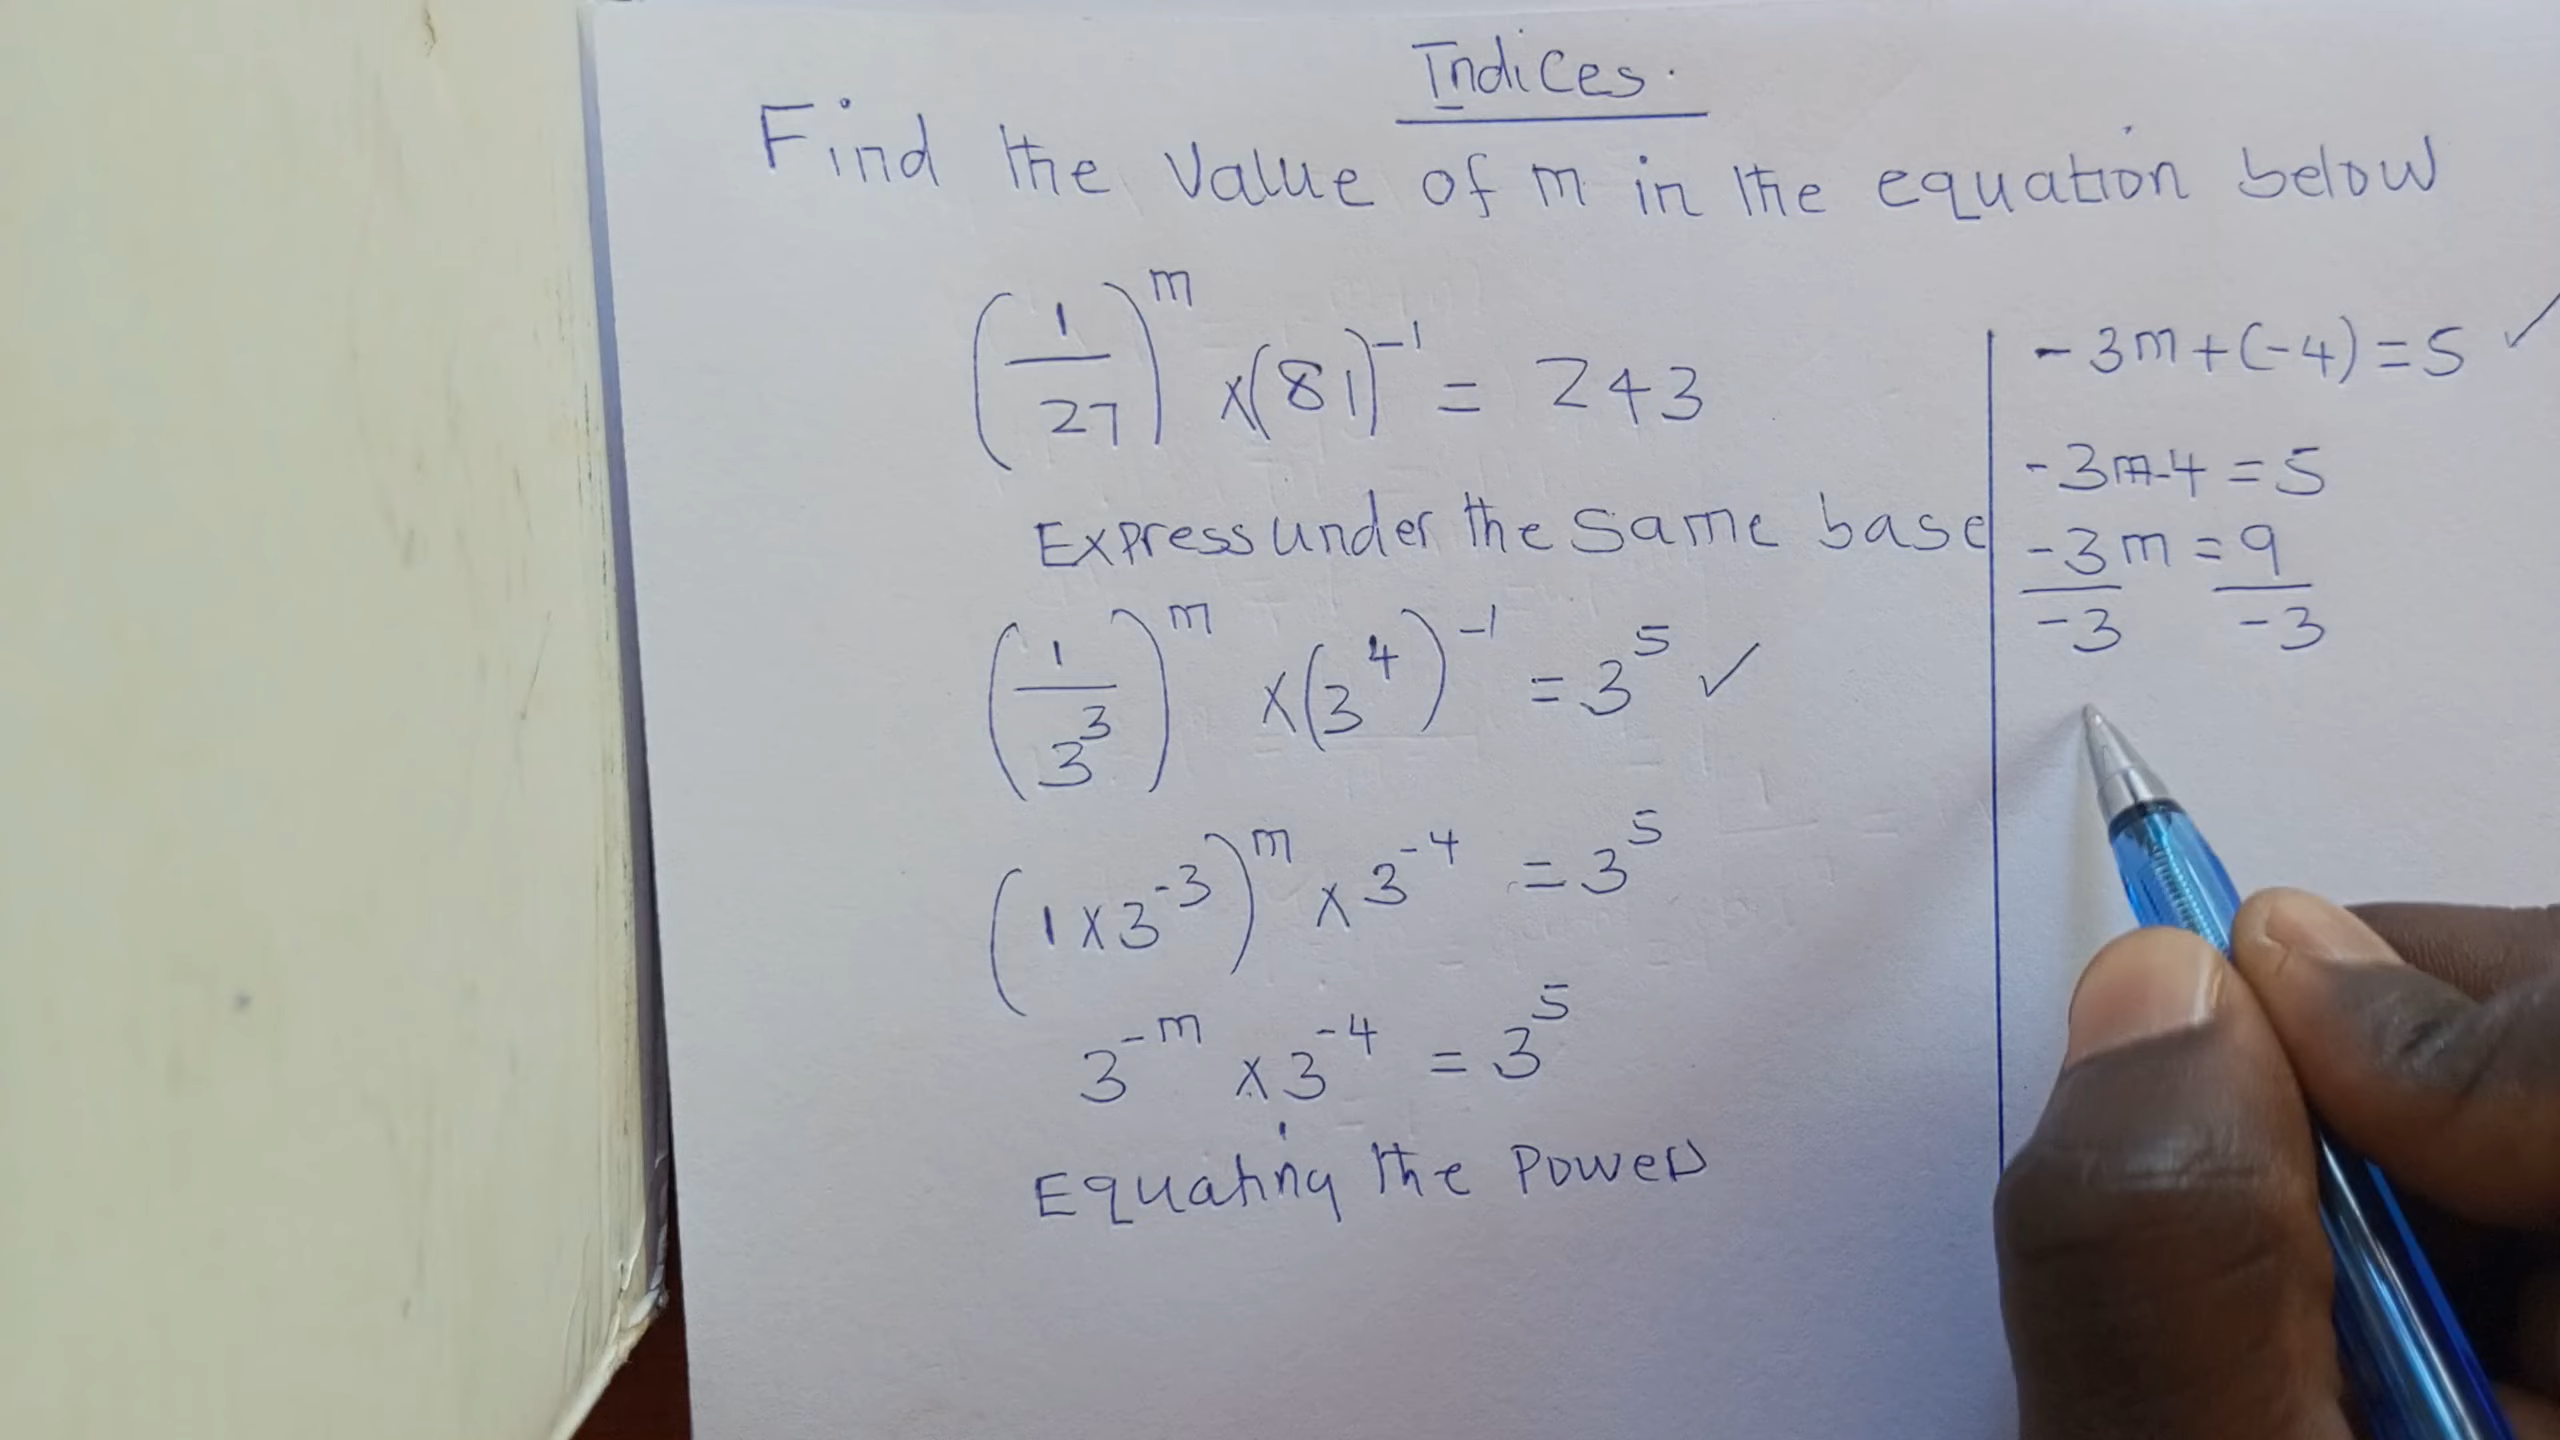 Indices.
Find the value of m in the equation below
(1/27)^m ×(81)^-1 = 243
Express under the same base
(1/3^3)^m ×(3^4)^-1 = 3^5 ✓
(1×3^-3)^m × 3^-4 = 3^5
3^-m × 3^-4 = 3^5
Equating the powers
-3m+(-4)=5 ✓
-3m-4=5
-3m = 9
-3 -3